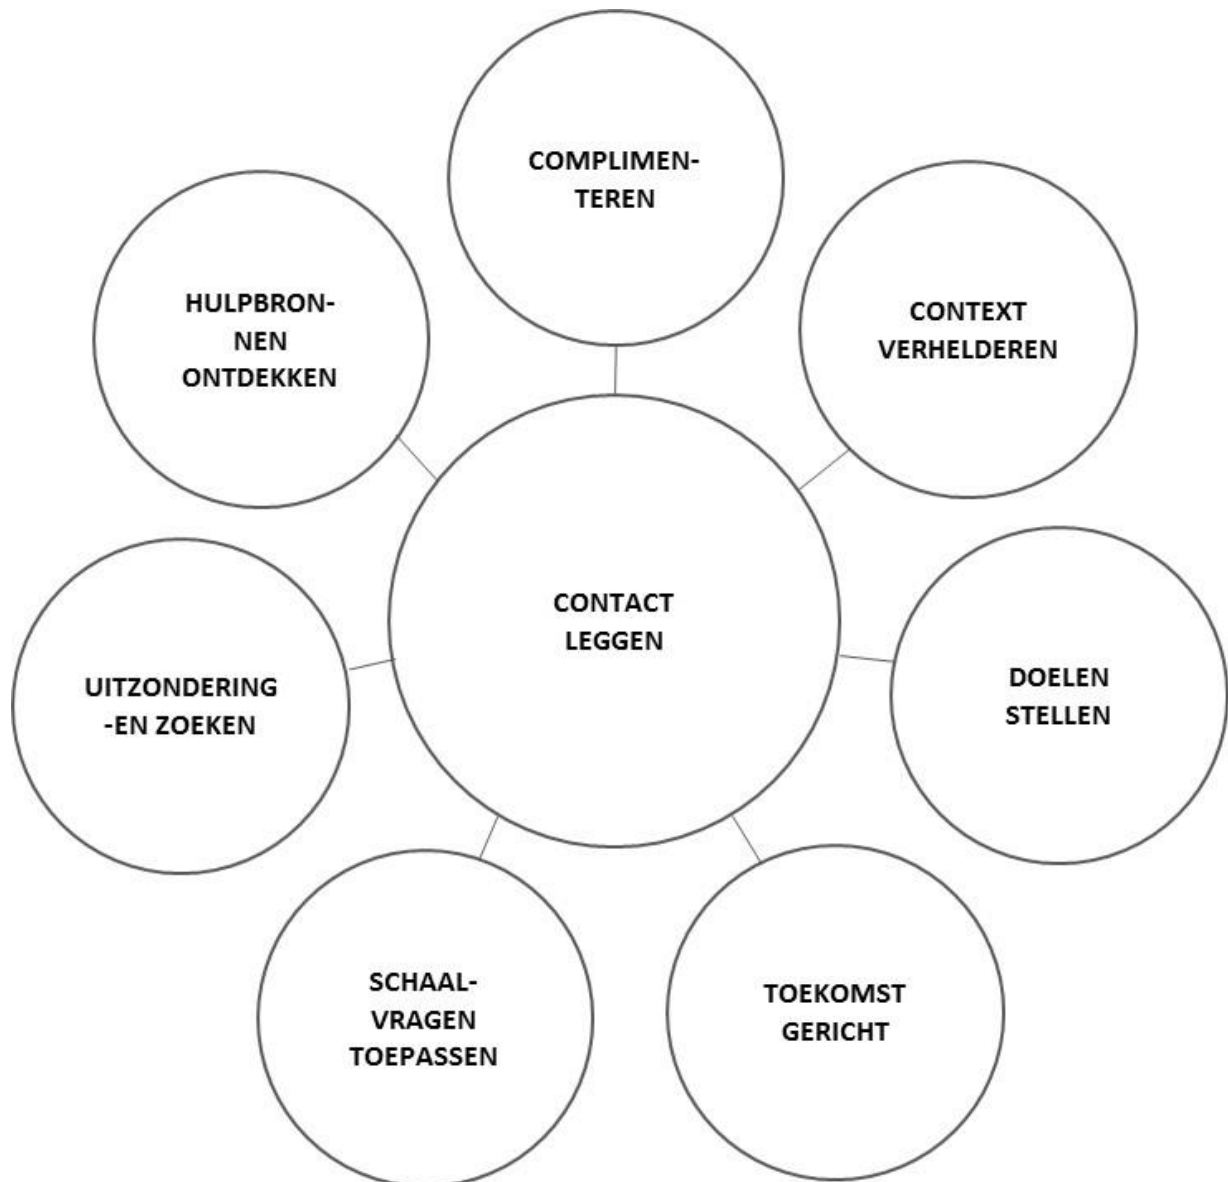 COMPLIMEN-
TEREN
CONTEXT
VERHELDEREN
DOELEN
STELLEN
TOEKOMST
GERICHT
SCHAAL-
VRAGEN
TOEPASSEN
UITZONDERING
-EN ZOEKEN
HULPBRON-
NEN
ONTDEKKEN
CONTACT
LEGGEN